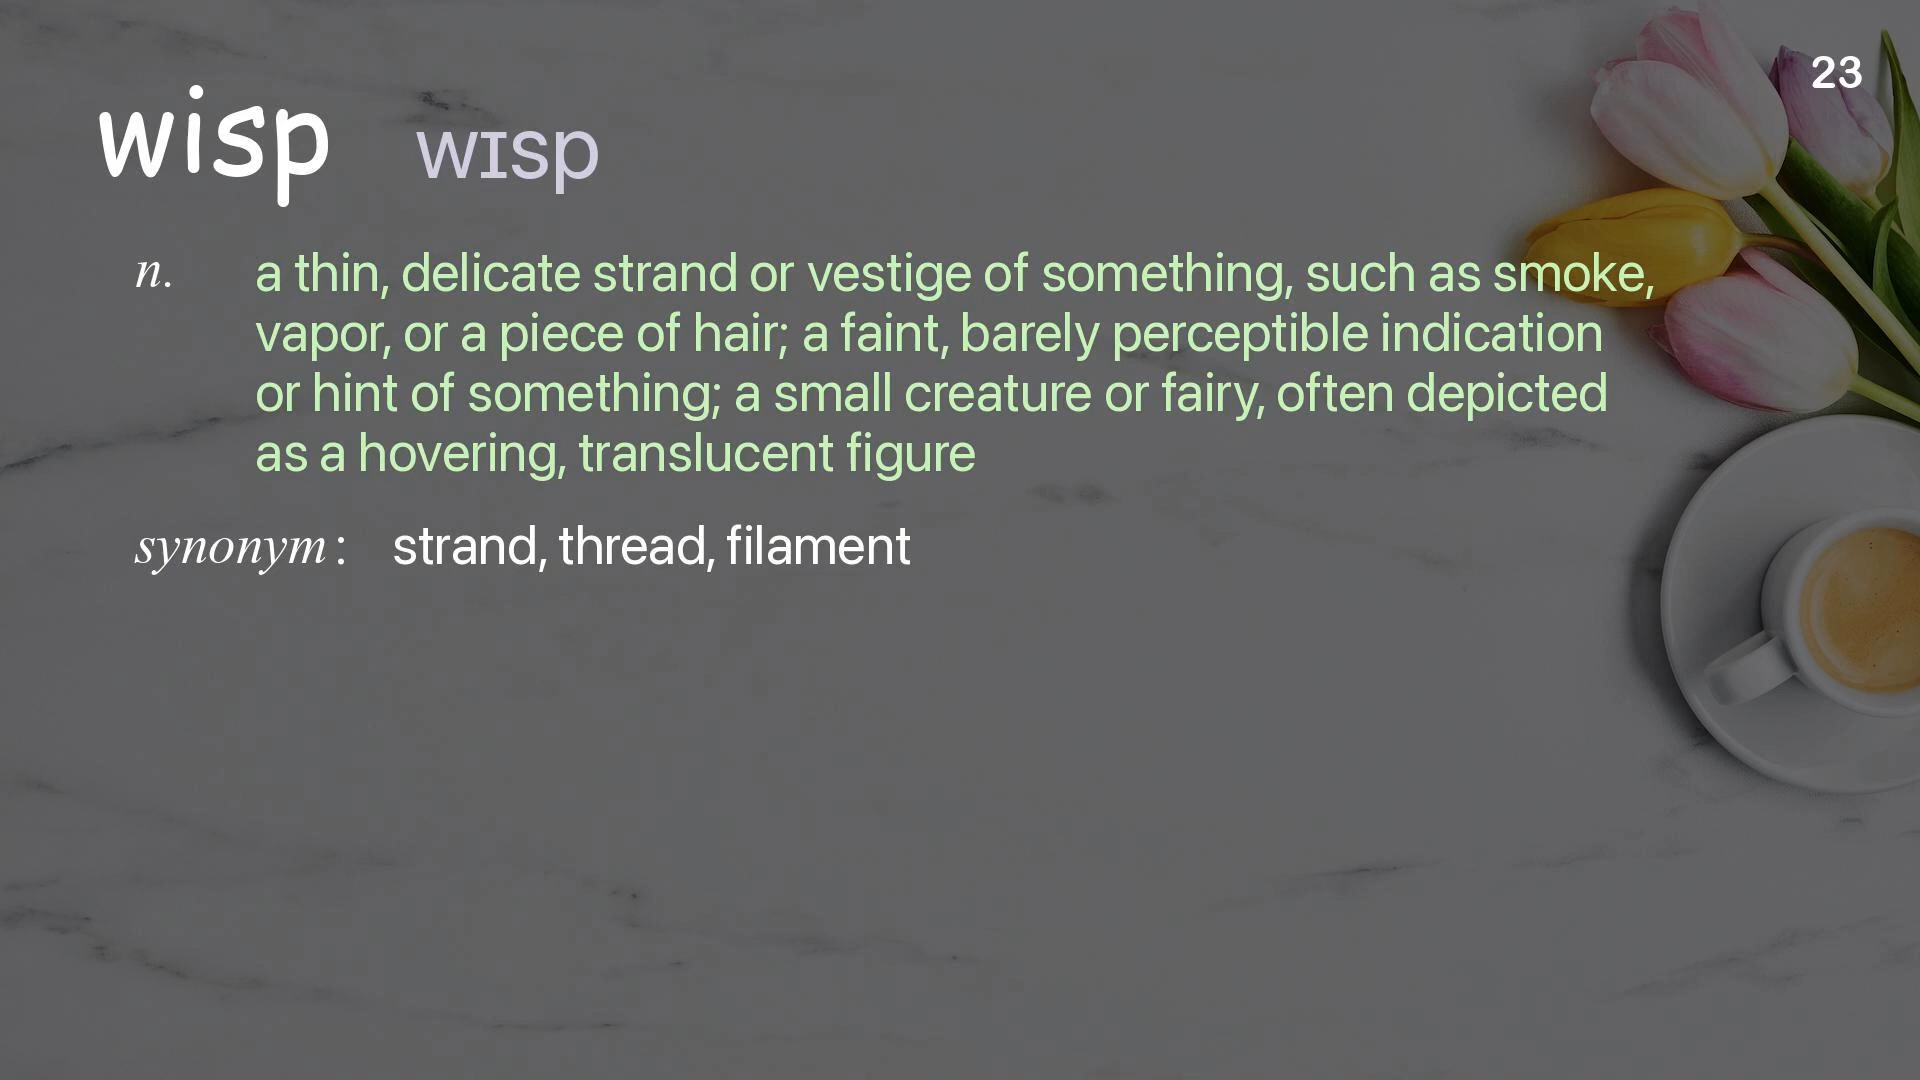 23
wisp wɪsp
n. a thin, delicate strand or vestige of something, such as smoke,
vapor, or a piece of hair; a faint, barely perceptible indication
or hint of something; a small creature or fairy, often depicted
as a hovering, translucent figure
synonym: strand, thread, filament